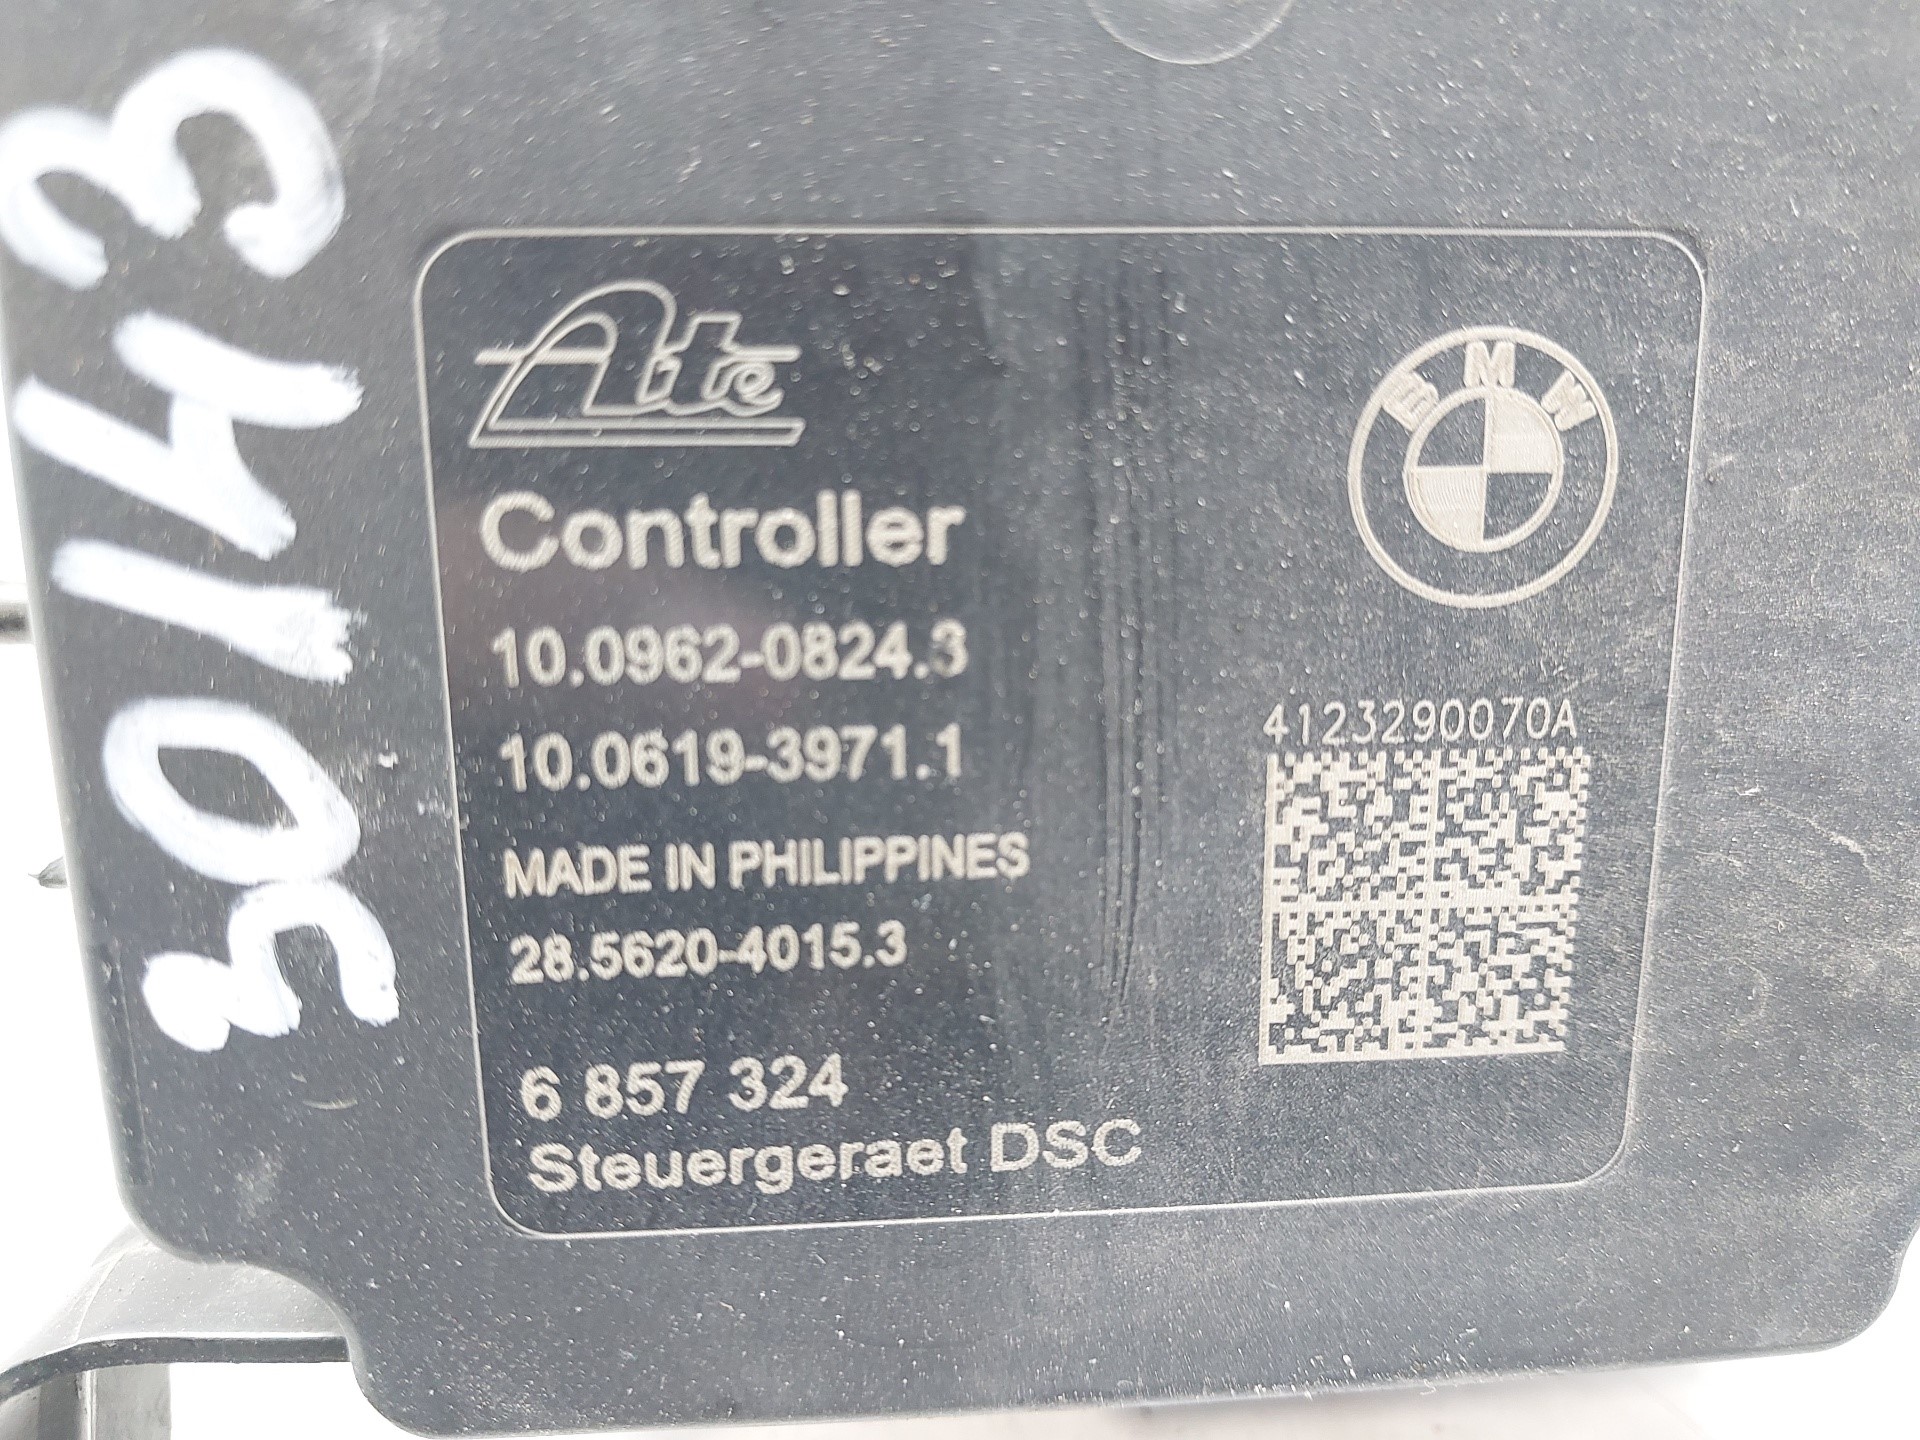 30143
Ate
BMW
Controller
10.0962-0824.3
10.0619-3971.1
4123290070A
MADE IN PHILIPPINES
28.5620-4015.3
6 857 324
Steuergeraet DSC